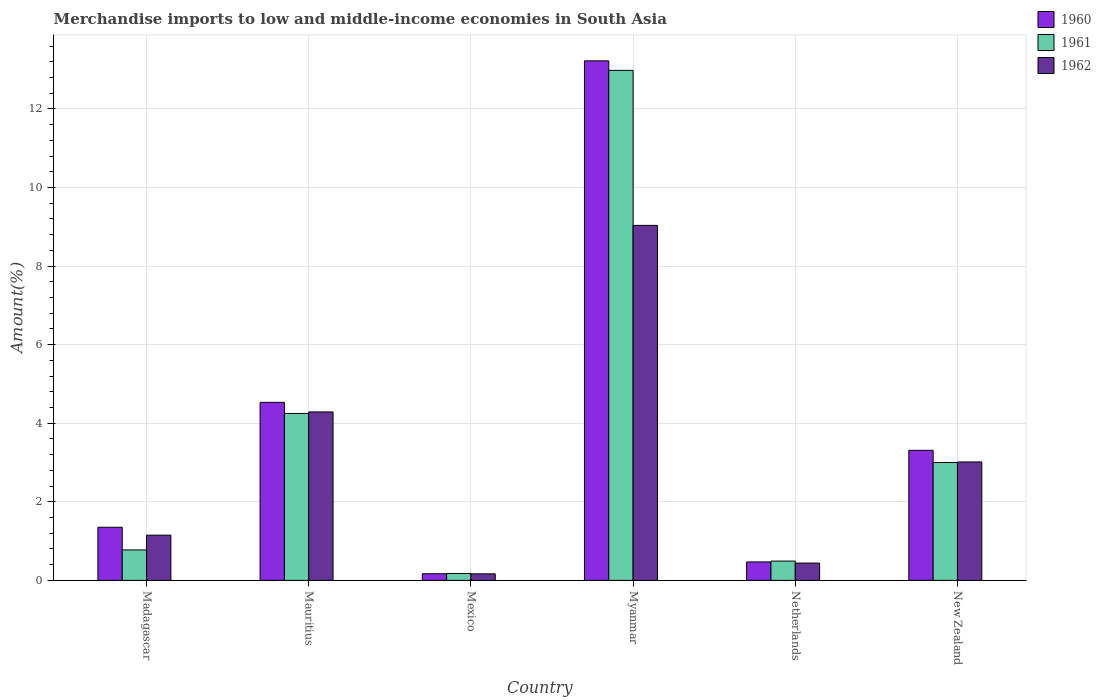 Merchandise imports to low and middle-income economies in South Asia
1960
1961
1962
Amount(%)
12
10
8
6
4
2
0
Madagascar
Mauritius
Mexico
Myanmar
Netherlands
New Zealand
Country